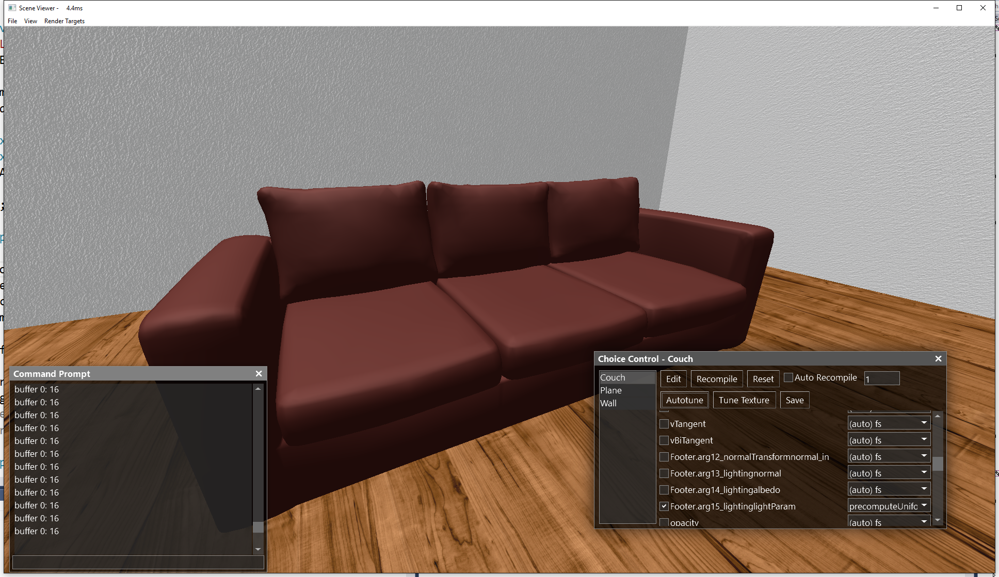 Scene Viewer - 4.4ms
File View Render Targets
Command Prompt
buffer 0: 16
buffer 0: 16
buffer 0: 16
buffer 0: 16
buffer 0: 16
buffer 0: 16
buffer 0: 16
buffer 0: 16
buffer 0: 16
buffer 0: 16
buffer 0: 16
buffer 0: 16
Choice Control - Couch
Couch
Plane
Wall
Edit Recompile Reset Auto Recompile 1
Autotune Tune Texture Save
vTangent (auto) fs
vBiTangent (auto) fs
Footer.arg12_normalTransformnormal_in (auto) fs
Footer.arg13_lightingnormal (auto) fs
Footer.arg14_lightingalbedo (auto) fs
Footer.arg15_lightinglightParam precomputeUnifo
opacity (auto) fs